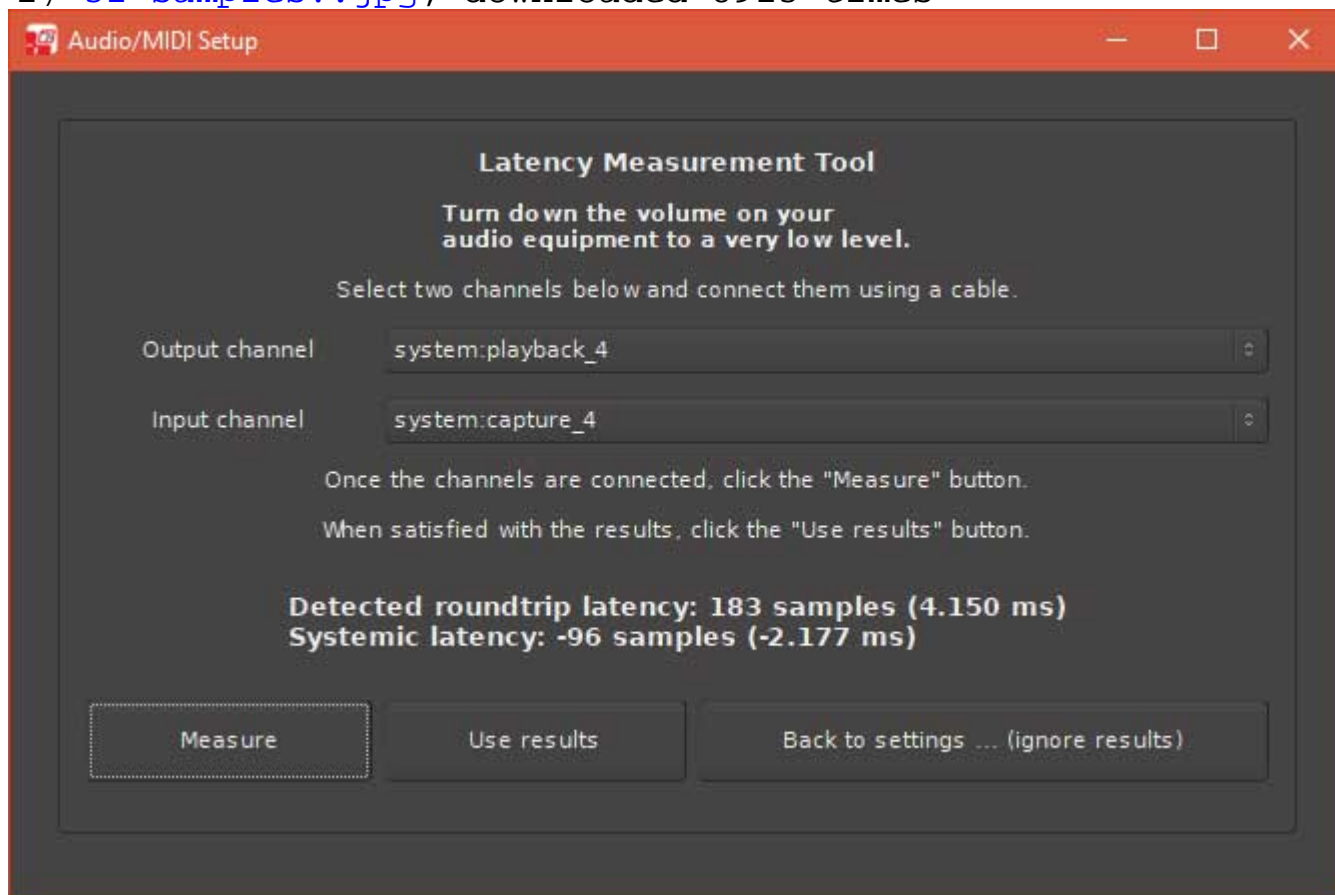 Audio/MIDI Setup
Latency Measurement Tool
Turn down the volume on your
audio equipment to a very low level.
Select two channels below and connect them using a cable.
Output channel system:playback_4
Input channel system:capture_4
Once the channels are connected, click the "Measure" button.
When satisfied with the results, click the "Use results" button.
Detected roundtrip latency: 183 samples (4.150 ms)
Systemic latency: -96 samples (-2.177 ms)
Measure Use results Back to settings ... (ignore results)